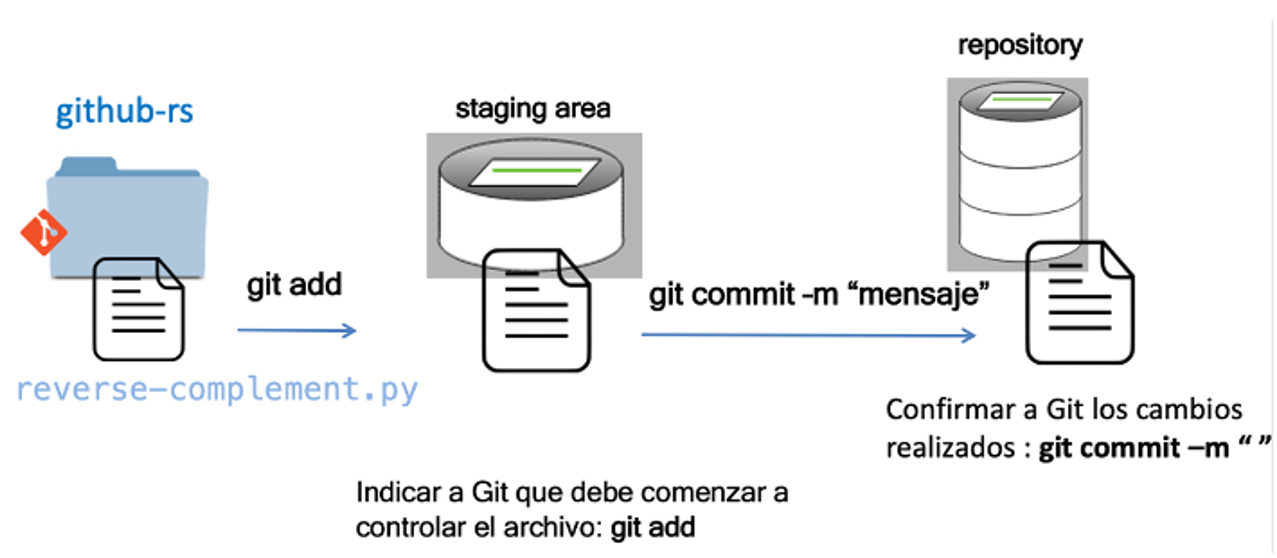 repository
github-rs
staging area
git add
git commit –m “mensaje”
reverse-complement.py
Confirmar a Git los cambios
realizados : git commit –m “ ”
Indicar a Git que debe comenzar a
controlar el archivo: git add